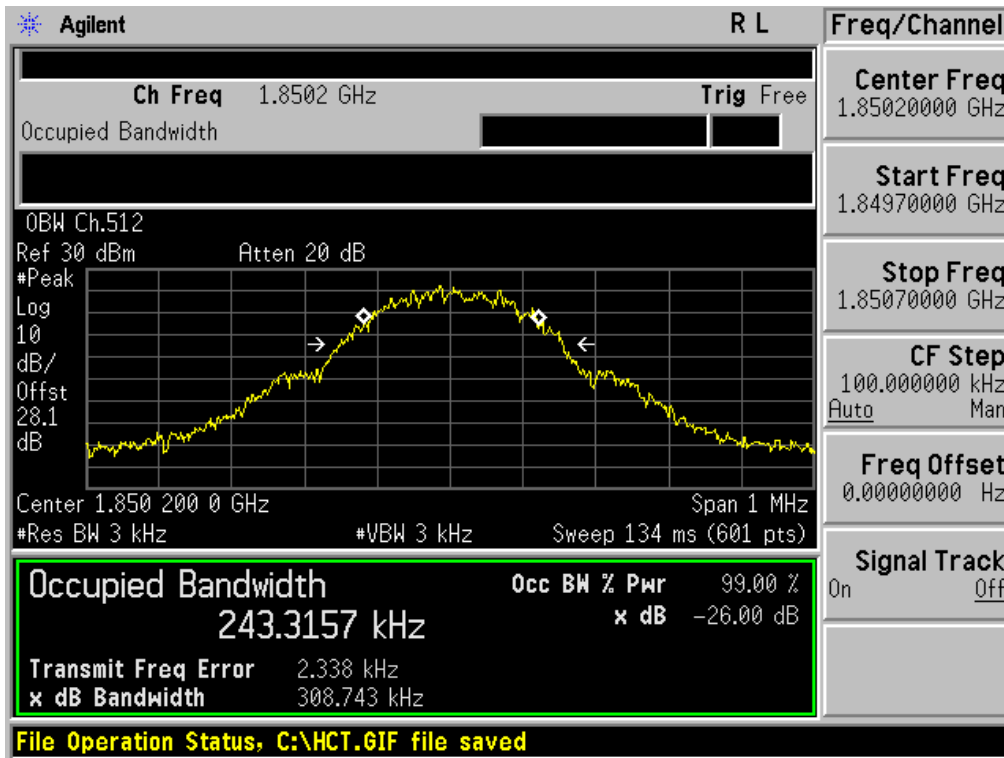 Agilent R L
Ch Freq 1.8502 GHz Trig Free
Occupied Bandwidth
OBW Ch.512
Ref 30 dBm Atten 20 dB
#Peak
Log
10
dB/
Offst
28.1
dB
Center 1.850 200 0 GHz Span 1 MHz
#Res BW 3 kHz #VBW 3 kHz Sweep 134 ms (601 pts)
Occupied Bandwidth Occ BW % Pwr 99.00 %
243.3157 kHz x dB -26.00 dB
Transmit Freq Error 2.338 kHz
x dB Bandwidth 308.743 kHz
File Operation Status, C:\HCT.GIF file saved
Freq/Channel
Center Freq
1.85020000 GHz
Start Freq
1.84970000 GHz
Stop Freq
1.85070000 GHz
CF Step
100.000000 kHz
Auto Man
Freq Offset
0.00000000 Hz
Signal Track
On Off